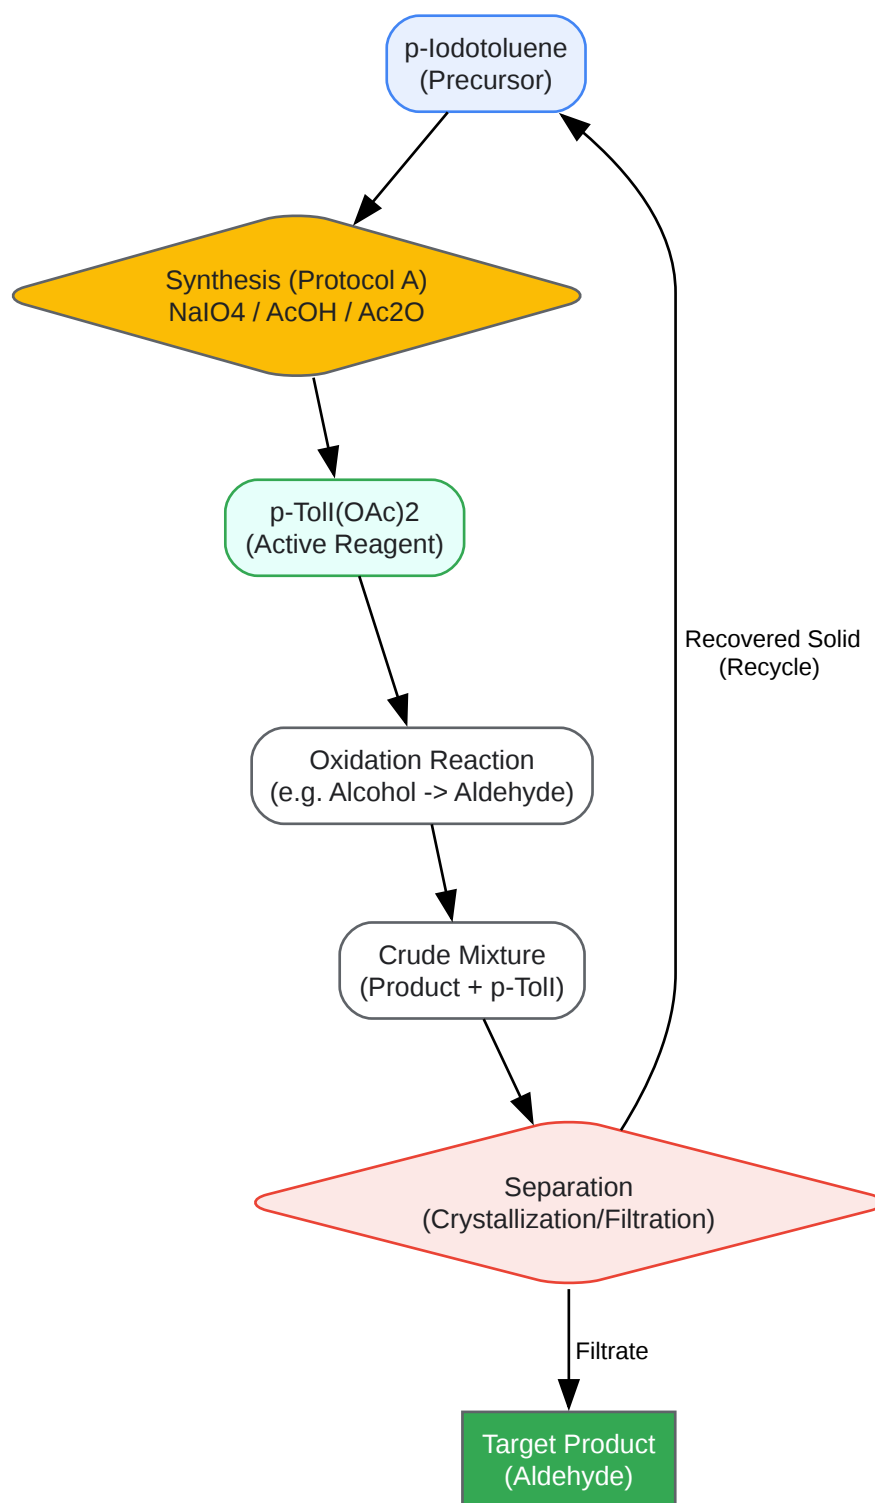 p-Iodotoluene
(Precursor)
Synthesis (Protocol A)
NaIO4 / AcOH / Ac2O
p-TolI(OAc)2
(Active Reagent)
Recovered Solid
(Recycle)
Oxidation Reaction
(e.g. Alcohol -> Aldehyde)
Crude Mixture
(Product + p-TolI)
Separation
(Crystallization/Filtration)
Filtrate
Target Product
(Aldehyde)